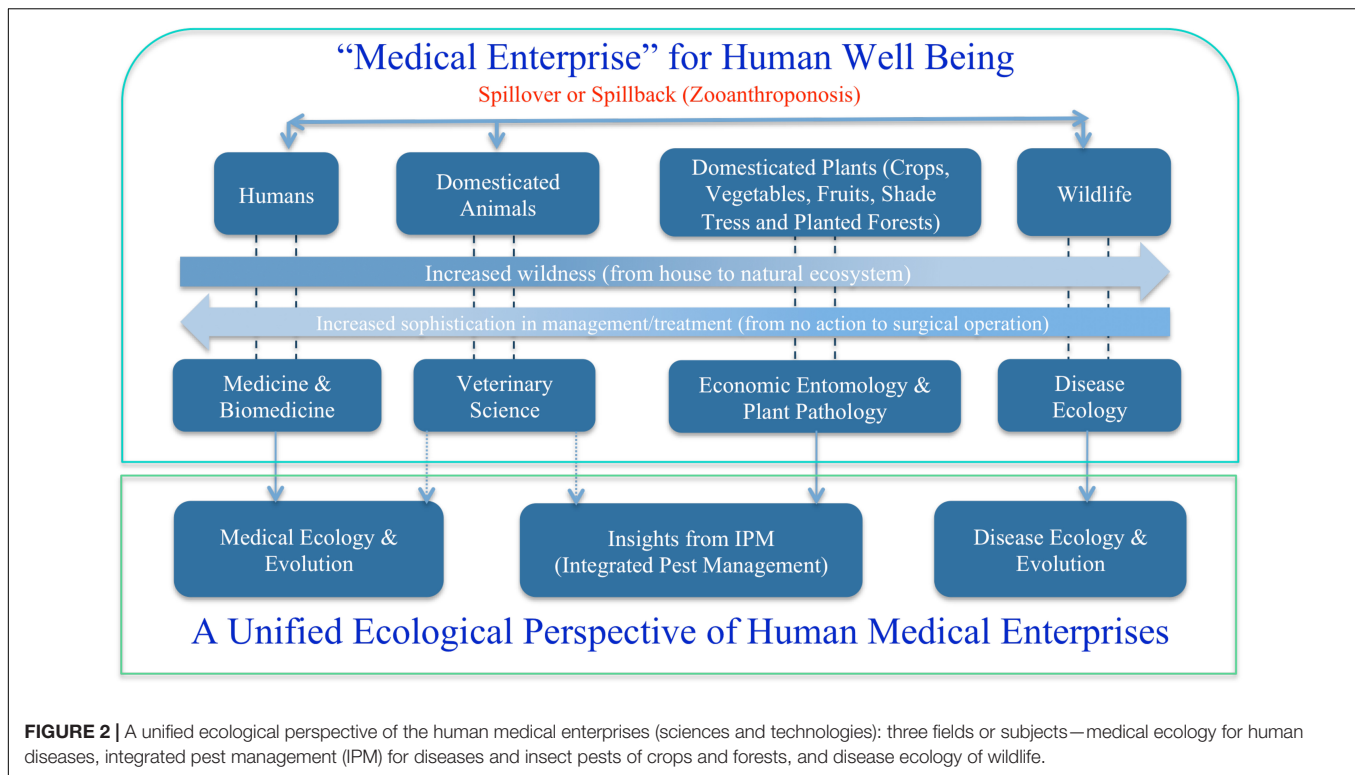 “Medical Enterprise” for Human Well Being
Spillover or Spillback (Zooanthroponosis)
Humans
Domesticated
Animals
Domesticated Plants (Crops,
Vegetables, Fruits, Shade
Tress and Planted Forests)
Wildlife
Increased wildness (from house to natural ecosystem)
Increased sophistication in management/treatment (from no action to surgical operation)
Medicine &
Biomedicine
Veterinary
Science
Economic Entomology &
Plant Pathology
Disease
Ecology
Medical Ecology &
Evolution
Insights from IPM
(Integrated Pest Management)
Disease Ecology &
Evolution
A Unified Ecological Perspective of Human Medical Enterprises
FIGURE 2 | A unified ecological perspective of the human medical enterprises (sciences and technologies): three fields or subjects—medical ecology for human
diseases, integrated pest management (IPM) for diseases and insect pests of crops and forests, and disease ecology of wildlife.